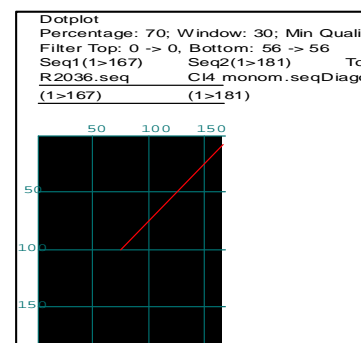 Dotplot
Percentage: 70; Window: 30; Min Quali
Filter Top: 0 -> 0, Bottom: 56 -> 56
Seq1(1>167) Seq2(1>181) To
R2036.seq Cl4 monom.seqDiago
(1>167) (1>181)
50 100 150
50
100
150